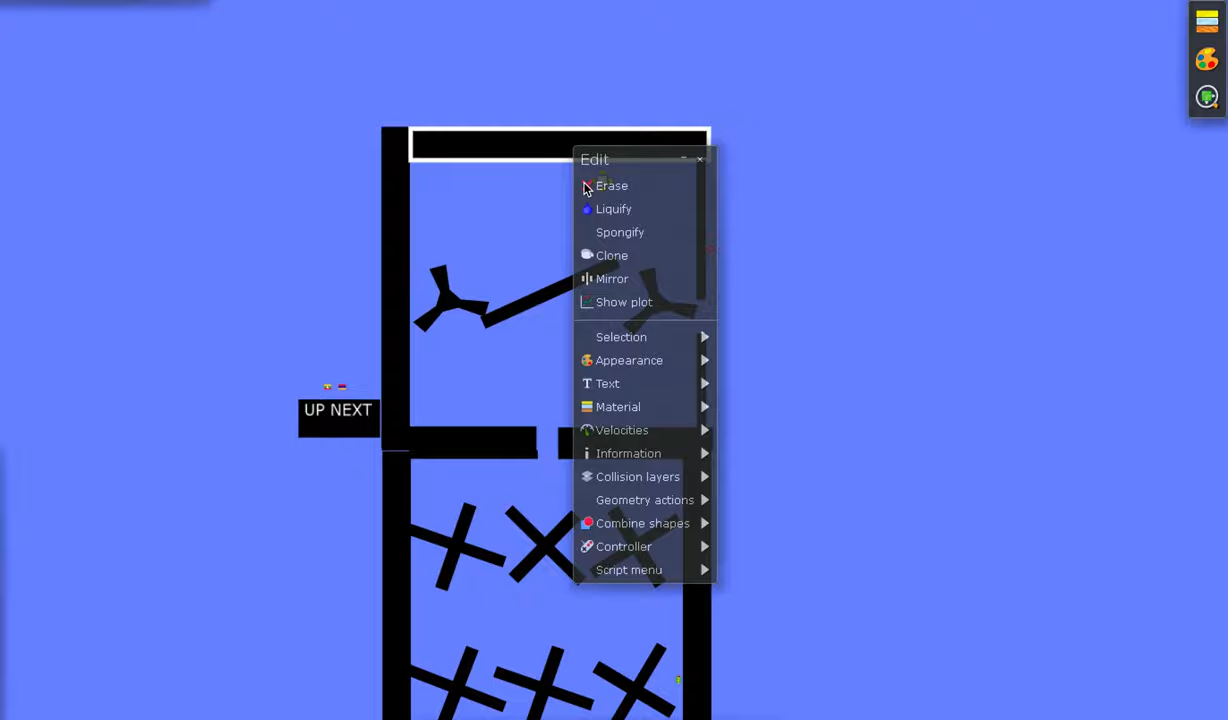 Edit
Erase
Liquify
Spongify
Clone
Mirror
Show plot
Selection
Appearance
UP NEXT
Text
Material
Velocities
Information
Collision layers
Geometry actions
Combine shapes
Controller
Script menu